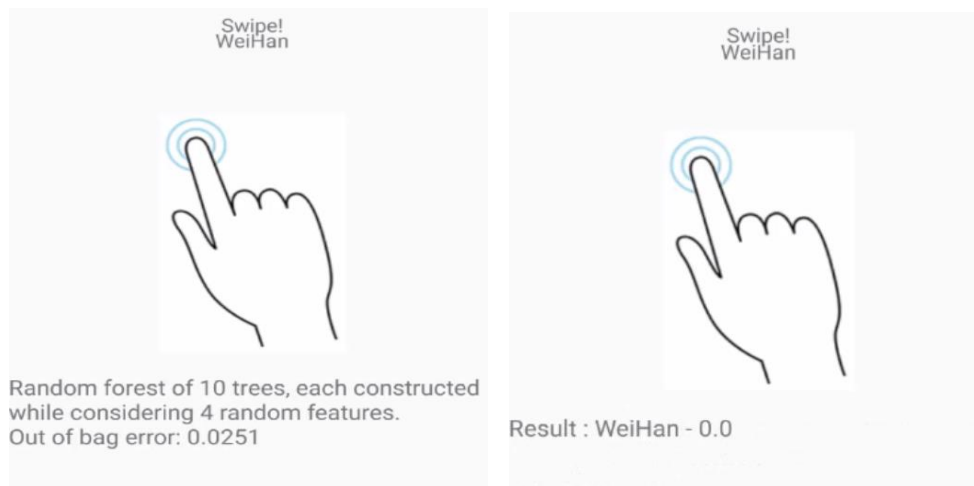 Swipe!
WeiHan
Random forest of 10 trees, each constructed
while considering 4 random features.
Out of bag error: 0.0251
Swipe!
WeiHan
Result : WeiHan - 0.0